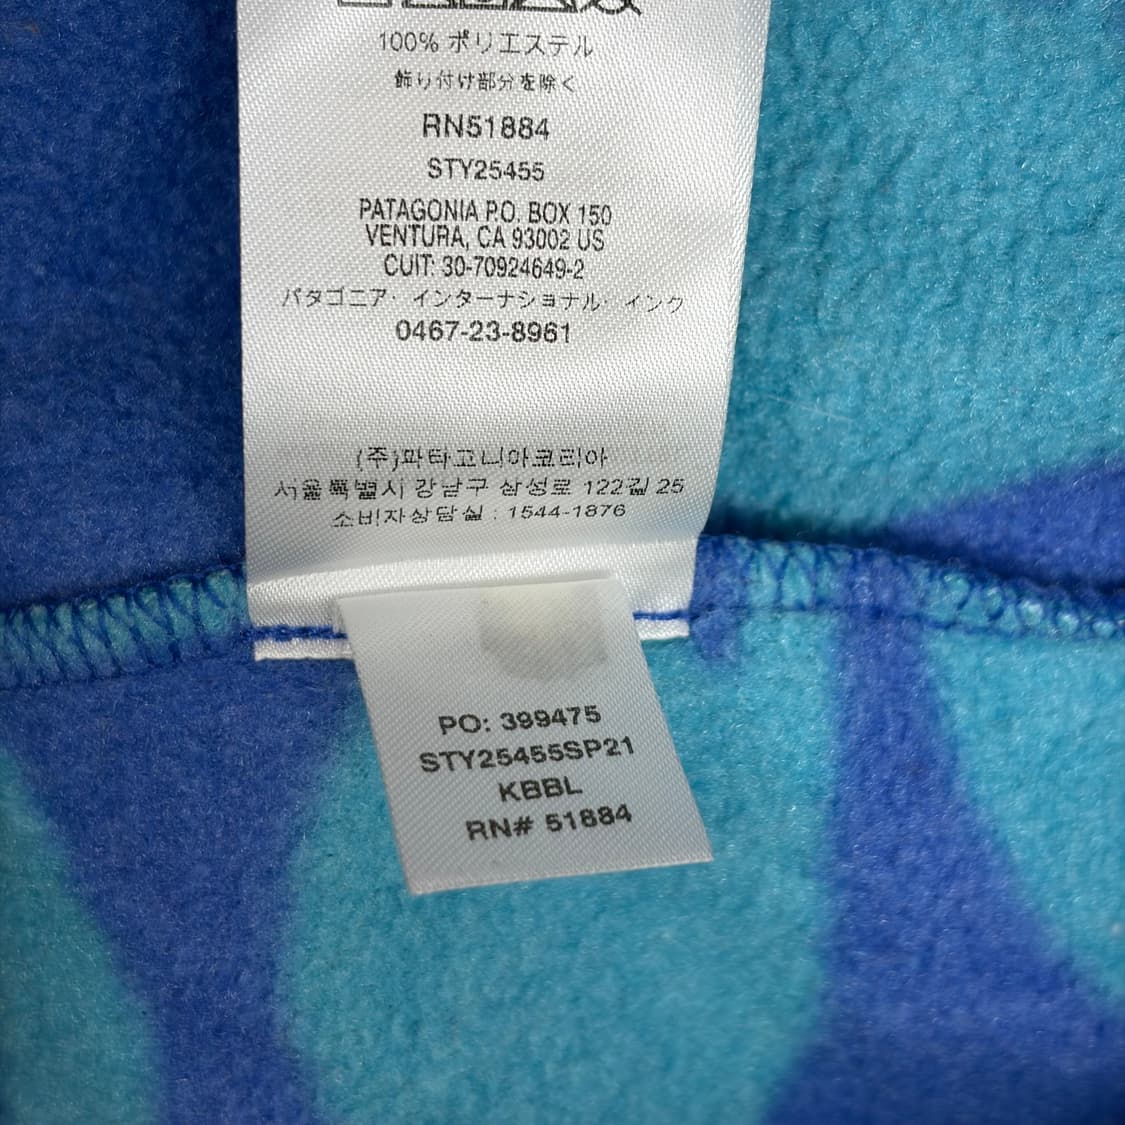 100% ポリエステル
飾り付け部分を除く
RN51884
STY25455
PATAGONIA P.O. BOX 150
VENTURA, CA 93002 US
CUIT: 30-70924649-2
パタゴニア・インターナショナル・インク
0467-23-8961
(주)파타고니아코리아
서울특별시 강남구 삼성로 122길 25
소비자상담실 : 1544-1876
PO: 399475
STY25455SP21
KBBL
RN# 51884